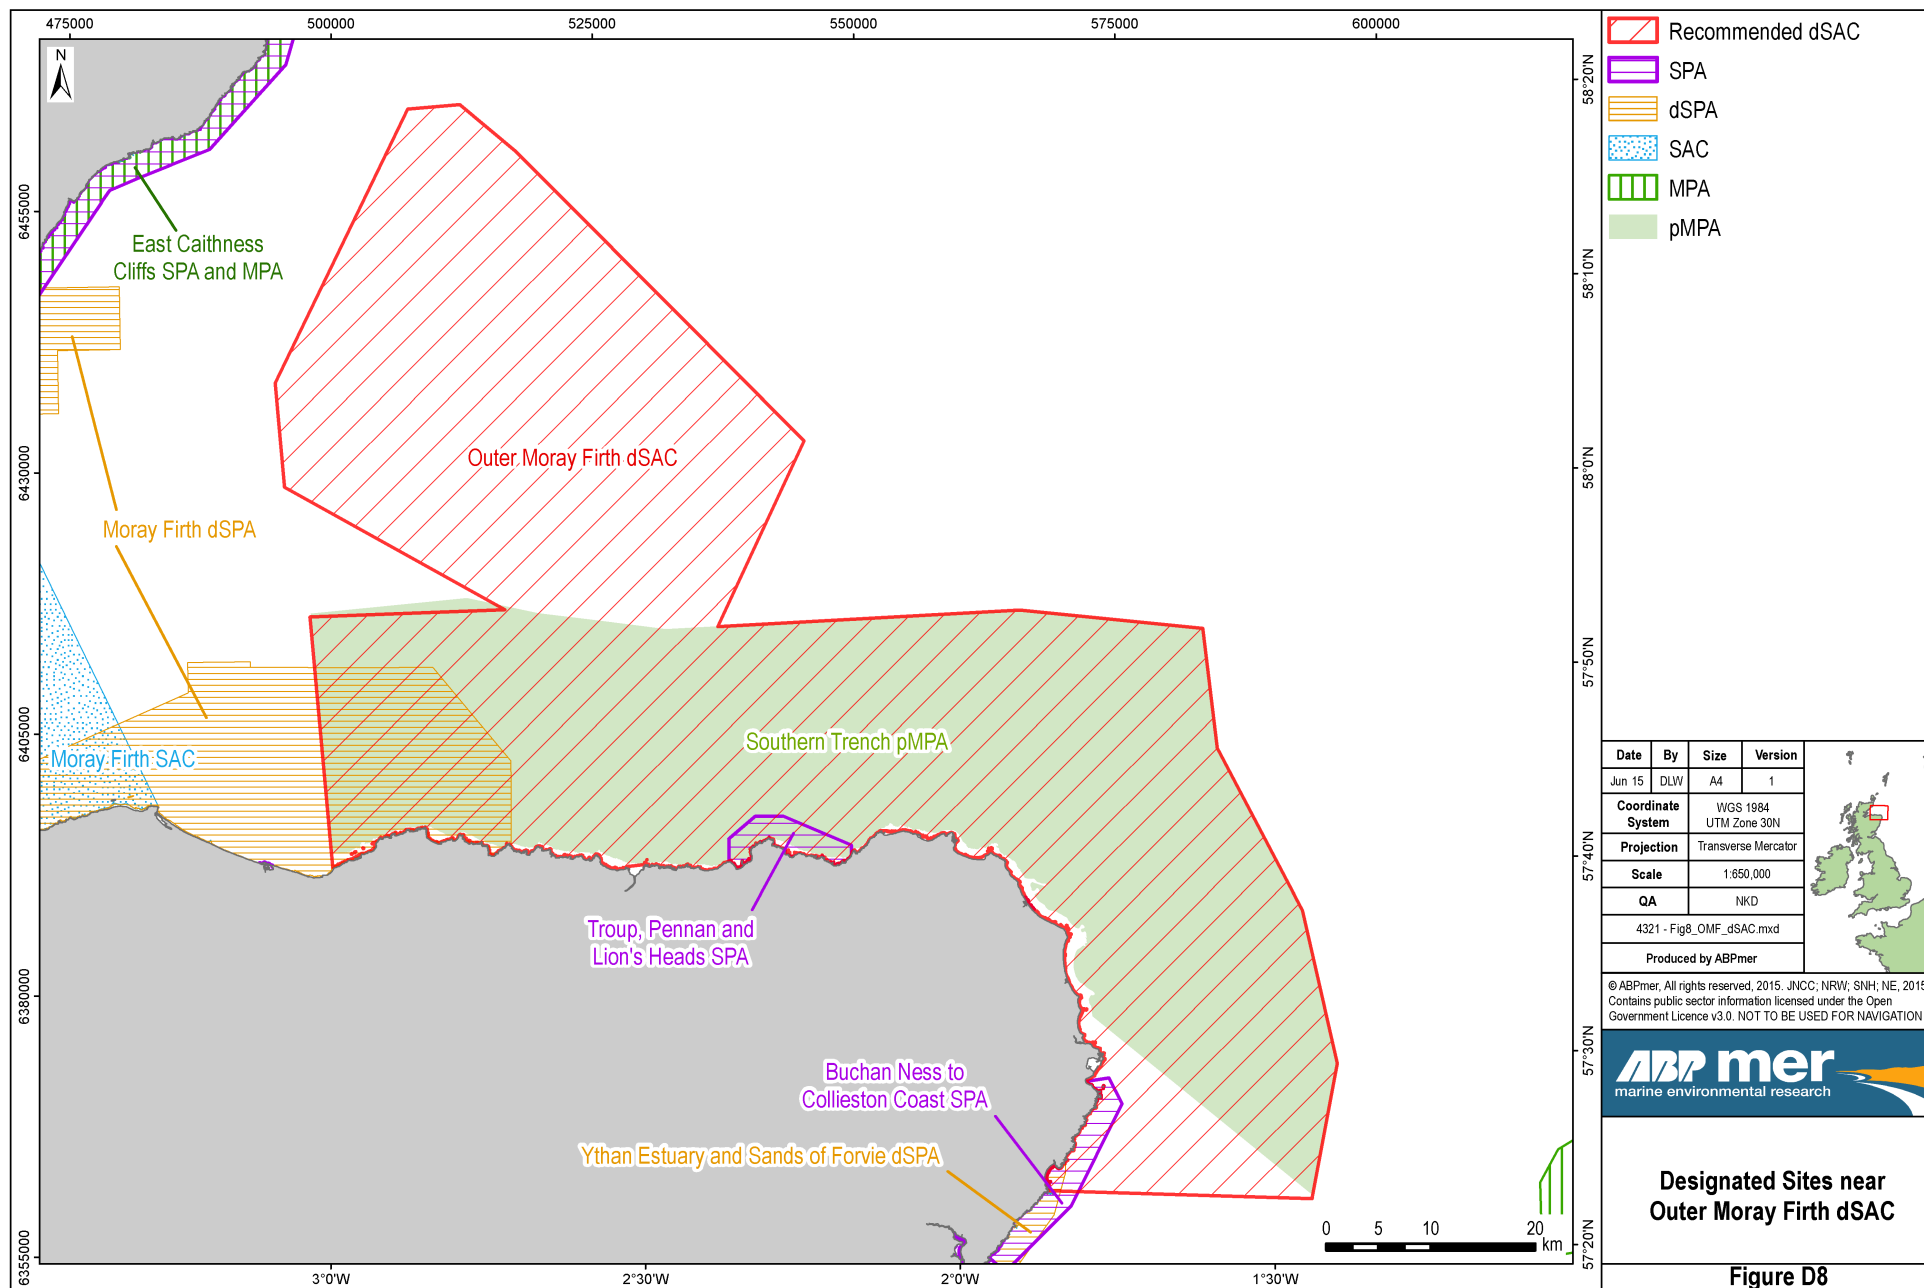 475000 500000 525000 550000 575000 600000
N
58°20'N
58°10'N
58°0'N
57°50'N
57°40'N
57°30'N
57°20'N
6455000
6430000
6405000
6380000
6355000
East Caithness
Cliffs SPA and MPA
Outer Moray Firth dSAC
Moray Firth dSPA
Southern Trench pMPA
Moray Firth SAC
Troup, Pennan and
Lion's Heads SPA
Buchan Ness to
Collieston Coast SPA
Ythan Estuary and Sands of Forvie dSPA
0 5 10 20
km
3°0'W 2°30'W 2°0'W 1°30'W
Recommended dSAC
SPA
dSPA
SAC
MPA
pMPA
Date By Size Version
Jun 15 DLW A4 1
Coordinate
System
WGS 1984
UTM Zone 30N
Projection Transverse Mercator
Scale 1:650,000
QA NKD
4321 - Fig8_OMF_dSAC.mxd
Produced by ABPmer
© ABPmer, All rights reserved, 2015. JNCC; NRW; SNH; NE, 2015
Contains public sector information licensed under the Open
Government Licence v3.0. NOT TO BE USED FOR NAVIGATION
ABP mer
marine environmental research
Designated Sites near
Outer Moray Firth dSAC
Figure D8